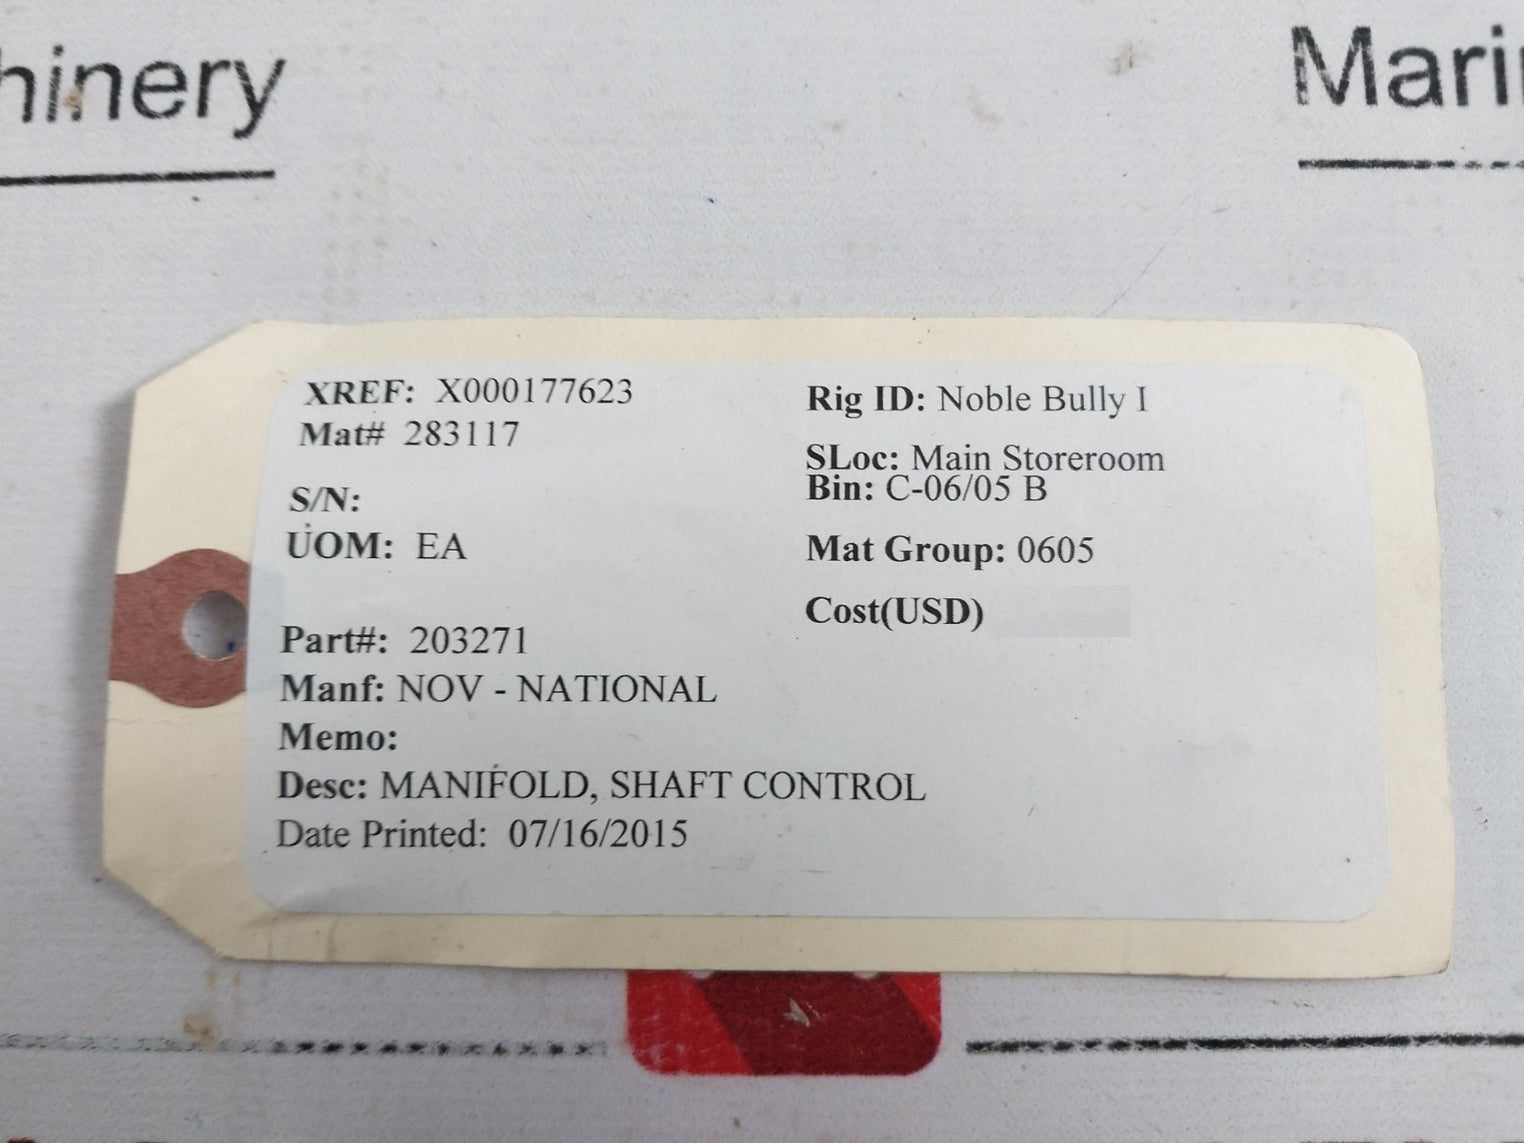 hinery
Mari
XREF: X000177623
Mat# 283117
S/N:
UOM: EA
Part#: 203271
Manf: NOV - NATIONAL
Memo:
Desc: MANIFOLD, SHAFT CONTROL
Date Printed: 07/16/2015
Rig ID: Noble Bully I
SLoc: Main Storeroom
Bin: C-06/05 B
Mat Group: 0605
Cost(USD)